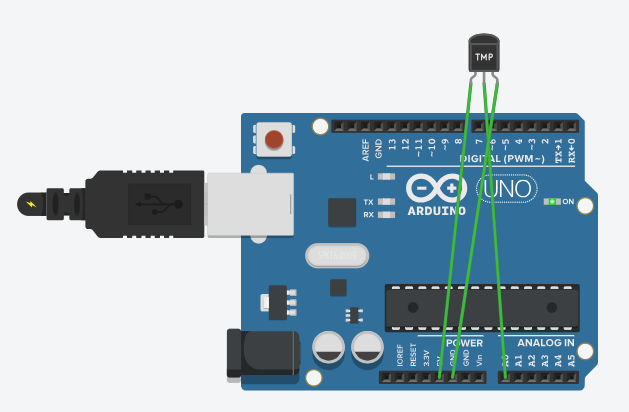 TMP
AREF
GND
13
12
~11
~10
~9
8
7
~6
~5
4
~3
2
TX→1
RX←0
DIGITAL (PWM~)
L
TX
RX
ARDUINO
UNO
ON
POWER
ANALOG IN
IOREF
RESET
3.3V
5V
GND
GND
Vin
A0
A1
A2
A3
A4
A5